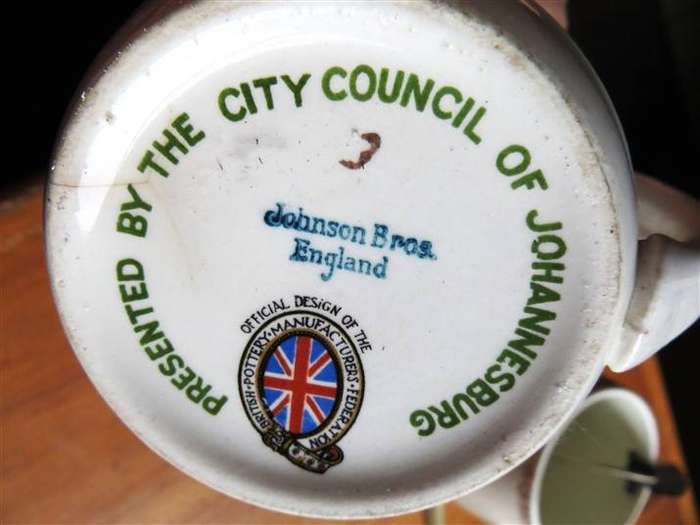 PRESENTED BY THE CITY COUNCIL OF JOHANNESBURG
3
Johnson Bros.
England
OFFICIAL DESIGN OF THE
BRITISH·POTTERY·MANUFACTURERS·FEDERATION·